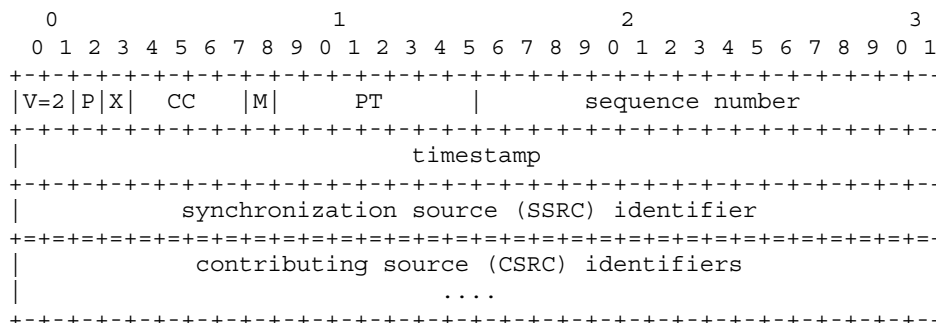 0                   1                   2                   3
0 1 2 3 4 5 6 7 8 9 0 1 2 3 4 5 6 7 8 9 0 1 2 3 4 5 6 7 8 9 0 1
+-+-+-+-+-+-+-+-+-+-+-+-+-+-+-+-+-+-+-+-+-+-+-+-+-+-+-+-+-+-+-+--
|V=2|P|X|  CC   |M|     PT      |       sequence number
+-+-+-+-+-+-+-+-+-+-+-+-+-+-+-+-+-+-+-+-+-+-+-+-+-+-+-+-+-+-+-+--
|                           timestamp
+-+-+-+-+-+-+-+-+-+-+-+-+-+-+-+-+-+-+-+-+-+-+-+-+-+-+-+-+-+-+-+--
|           synchronization source (SSRC) identifier
+=+=+=+=+=+=+=+=+=+=+=+=+=+=+=+=+=+=+=+=+=+=+=+=+=+=+=+=+=+=+=+=-
|            contributing source (CSRC) identifiers
|                             ....
+-+-+-+-+-+-+-+-+-+-+-+-+-+-+-+-+-+-+-+-+-+-+-+-+-+-+-+-+-+-+-+--